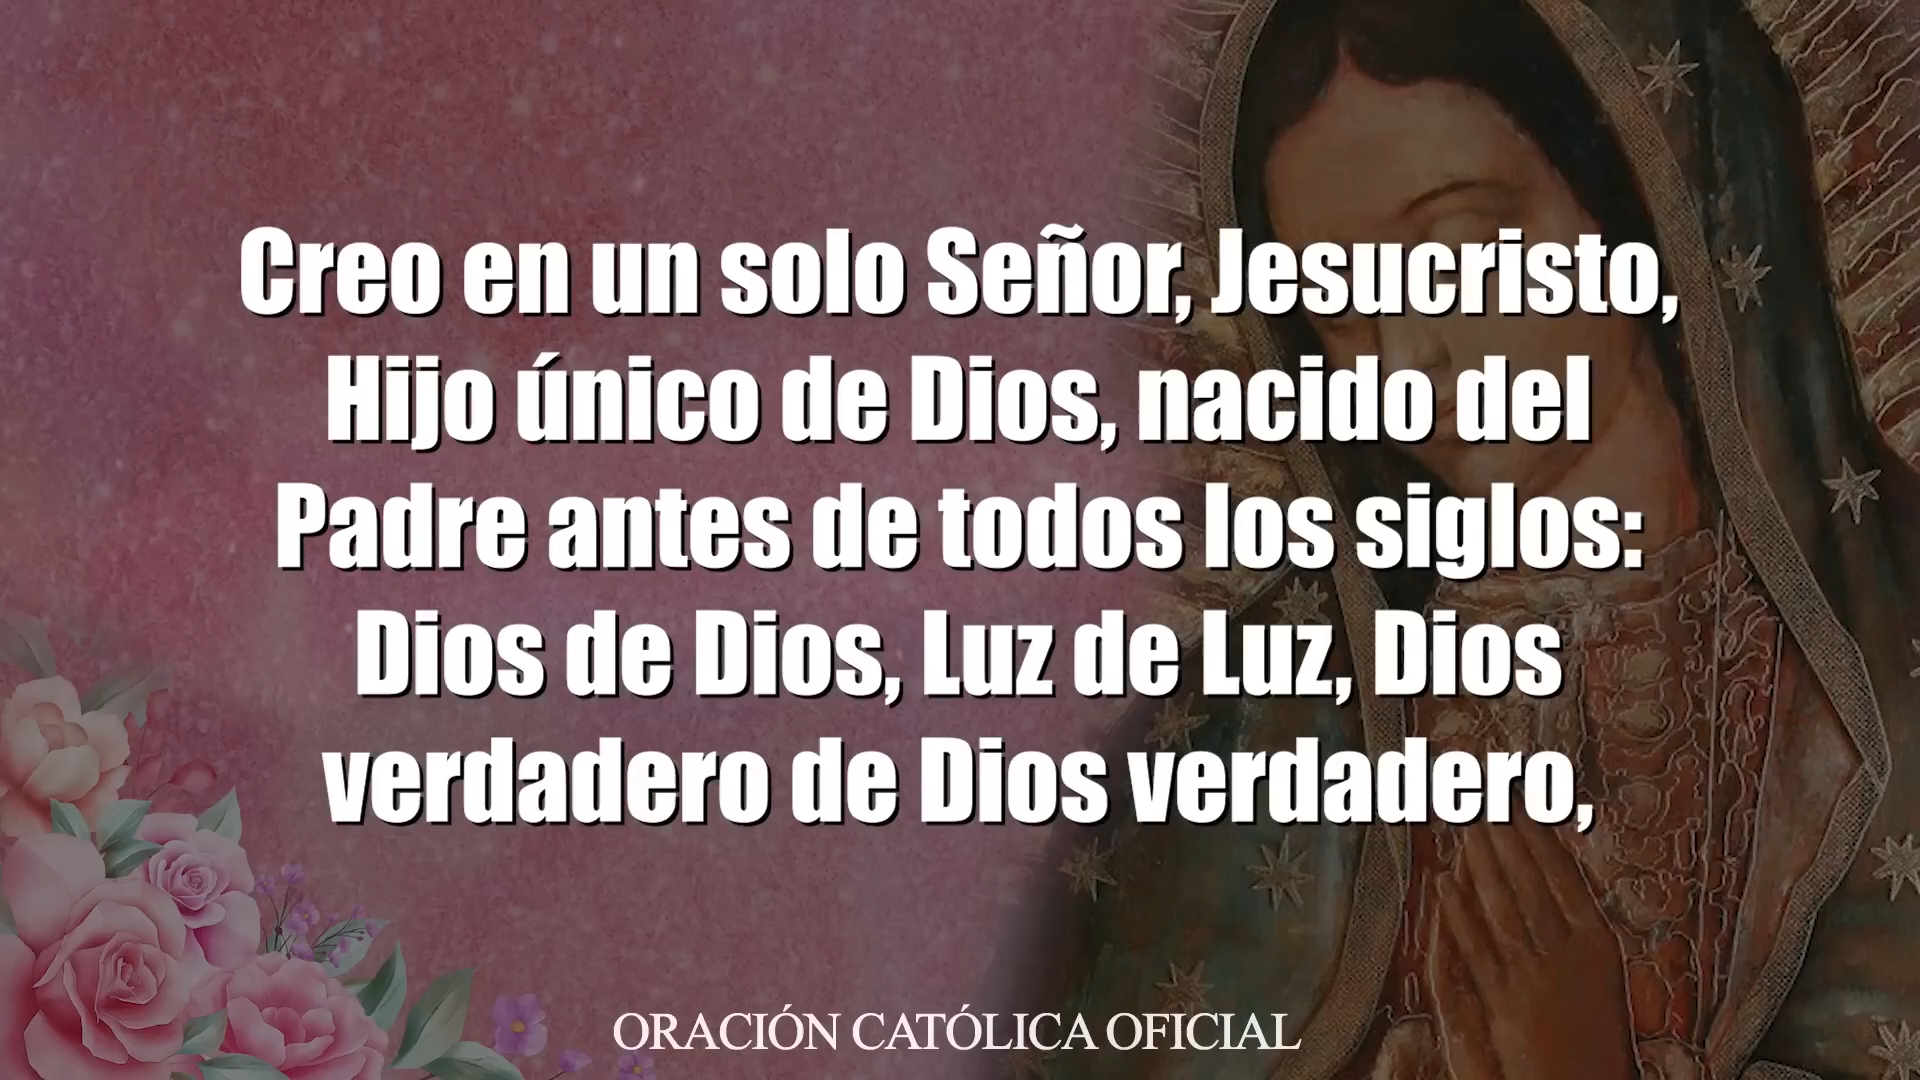 Creo en un solo Señor, Jesucristo,
Hijo único de Dios, nacido del
Padre antes de todos los siglos:
Dios de Dios, Luz de Luz, Dios
verdadero de Dios verdadero,
ORACIÓN CATÓLICA OFICIAL